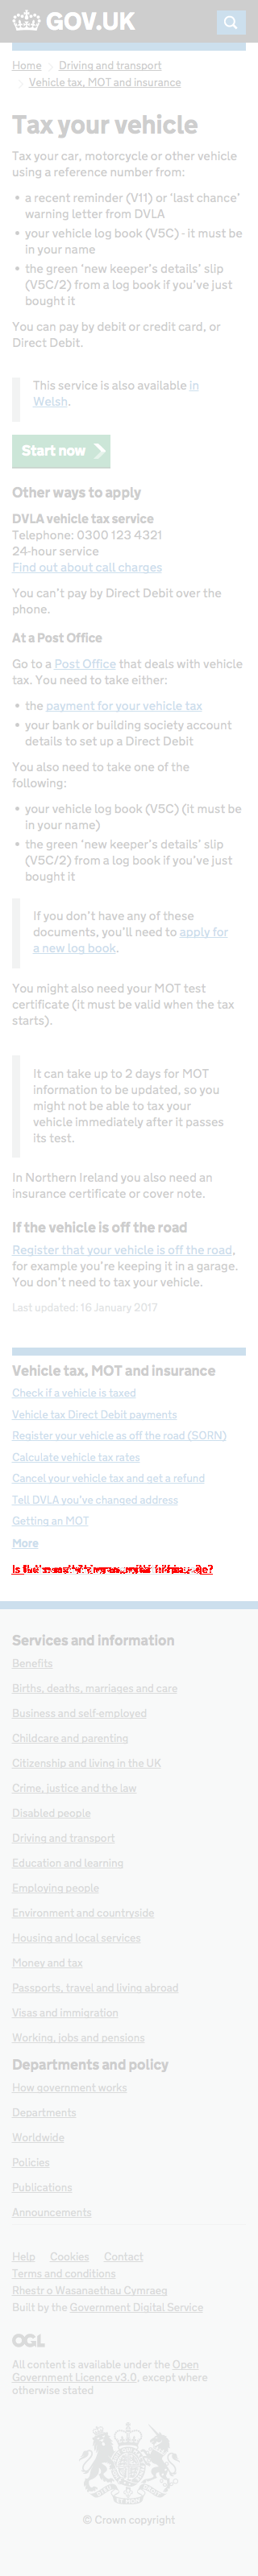 GOV.UK
Home
Driving and transport
Vehicle tax, MOT and insurance
Tax your vehicle
Tax your car, motorcycle or other vehicle
using a reference number from:
• a recent reminder (V11) or ‘last chance’
warning letter from DVLA
• your vehicle log book (V5C) - it must be
in your name
• the green ‘new keeper’s details’ slip
(V5C/2) from a log book if you’ve just
bought it
You can pay by debit or credit card, or
Direct Debit.
This service is also available in
Welsh.
Start now
Other ways to apply
DVLA vehicle tax service
Telephone: 0300 123 4321
24-hour service
Find out about call charges
You can’t pay by Direct Debit over the
phone.
At a Post Office
Go to a Post Office that deals with vehicle
tax. You need to take either:
• the payment for your vehicle tax
• your bank or building society account
details to set up a Direct Debit
You also need to take one of the
following:
• your vehicle log book (V5C) (it must be
in your name)
• the green ‘new keeper’s details’ slip
(V5C/2) from a log book if you’ve just
bought it
If you don’t have any of these
documents, you’ll need to apply for
a new log book.
You might also need your MOT test
certificate (it must be valid when the tax
starts).
It can take up to 2 days for MOT
information to be updated, so you
might not be able to tax your
vehicle immediately after it passes
its test.
In Northern Ireland you also need an
insurance certificate or cover note.
If the vehicle is off the road
Register that your vehicle is off the road,
for example you’re keeping it in a garage.
You don’t need to tax your vehicle.
Last updated: 16 January 2017
Vehicle tax, MOT and insurance
Check if a vehicle is taxed
Vehicle tax Direct Debit payments
Register your vehicle as off the road (SORN)
Calculate vehicle tax rates
Cancel your vehicle tax and get a refund
Tell DVLA you’ve changed address
Getting an MOT
More
Services and information
Benefits
Births, deaths, marriages and care
Business and self-employed
Childcare and parenting
Citizenship and living in the UK
Crime, justice and the law
Disabled people
Driving and transport
Education and learning
Employing people
Environment and countryside
Housing and local services
Money and tax
Passports, travel and living abroad
Visas and immigration
Working, jobs and pensions
Departments and policy
How government works
Departments
Worldwide
Policies
Publications
Announcements
Help Cookies Contact
Terms and conditions
Rhestr o Wasanaethau Cymraeg
Built by the Government Digital Service
OGL
All content is available under the Open
Government Licence v3.0, except where
otherwise stated
© Crown copyright